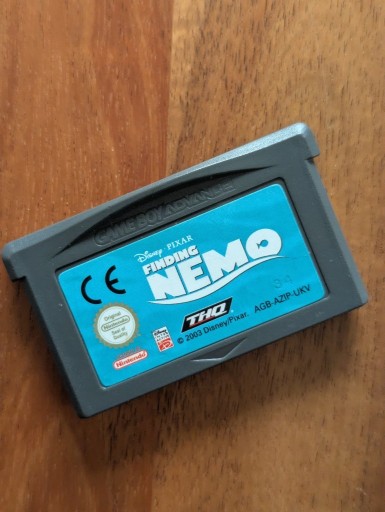 GAME BOY ADVANCE
Disney PIXAR
FINDING
NEMO
CE
Original
Nintendo
Seal of
Quality
Nintendo
THQ
© 2003 Disney/Pixar. AGB-AZIP-UKV